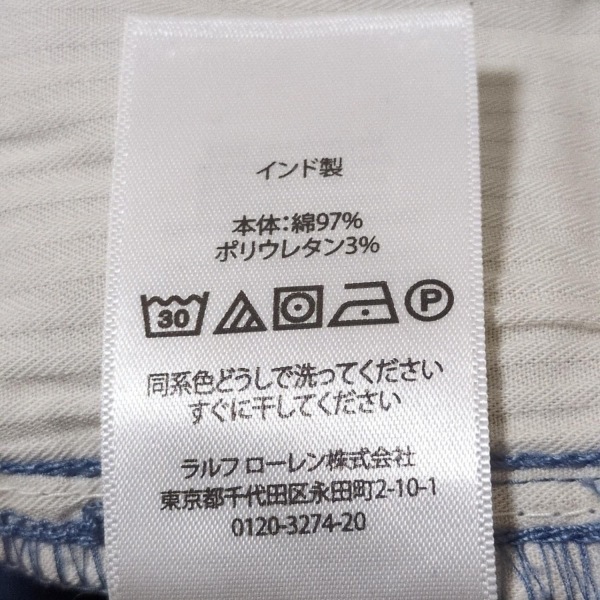 インド製
本体:綿97%
ポリウレタン3%
30 P
同系色どうしで洗ってください
すぐに干してください
ラルフ ローレン株式会社
東京都千代田区永田町2-10-1
0120-3274-20